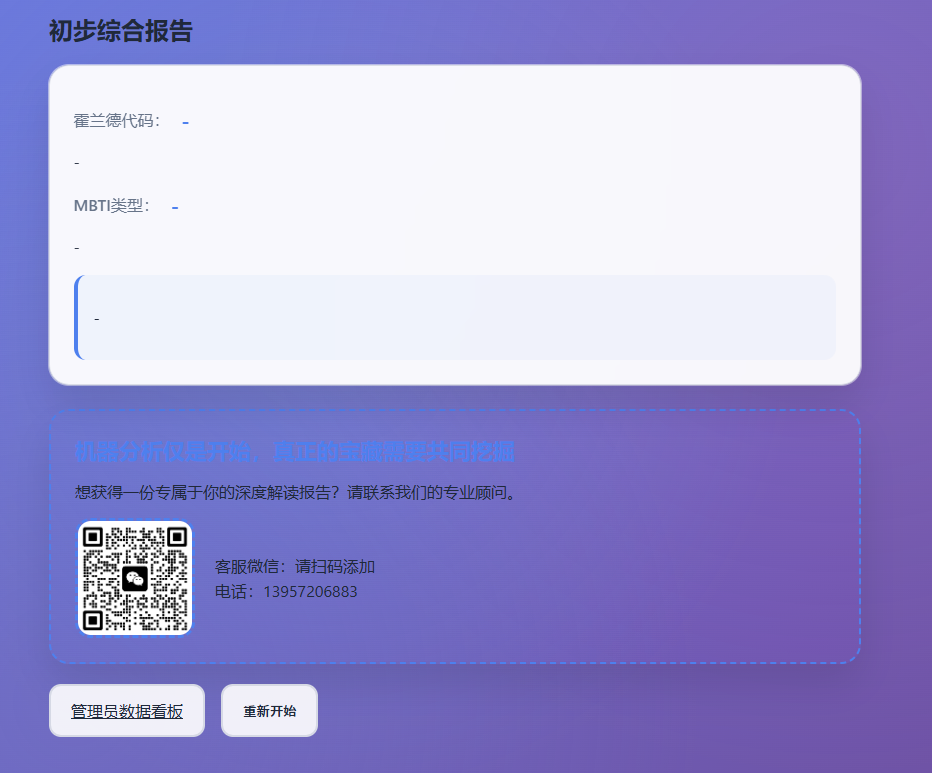 初步综合报告
霍兰德代码： -
-
MBTI类型： -
-
-
机器分析仅是开始，真正的宝藏需要共同挖掘
想获得一份专属于你的深度解读报告？请联系我们的专业顾问。
客服微信：请扫码添加
电话：13957206883
管理员数据看板 重新开始